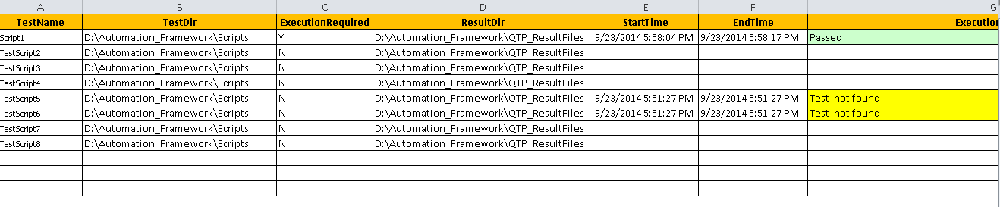 A B C D E F G
TestName TestDir ExecutionRequired ResultDir StartTime EndTime Execution
Script1 D:\Automation_Framework\Scripts Y D:\Automation_Framework\QTP_ResultFiles 9/23/2014 5:58:04 PM 9/23/2014 5:58:17 PM Passed
TestScript2 D:\Automation_Framework\Scripts N D:\Automation_Framework\QTP_ResultFiles
TestScript3 D:\Automation_Framework\Scripts N D:\Automation_Framework\QTP_ResultFiles
TestScript4 D:\Automation_Framework\Scripts N D:\Automation_Framework\QTP_ResultFiles
TestScript5 D:\Automation_Framework\Scripts N D:\Automation_Framework\QTP_ResultFiles 9/23/2014 5:51:27 PM 9/23/2014 5:51:27 PM Test not found
TestScript6 D:\Automation_Framework\Scripts N D:\Automation_Framework\QTP_ResultFiles 9/23/2014 5:51:27 PM 9/23/2014 5:51:27 PM Test not found
TestScript7 D:\Automation_Framework\Scripts N D:\Automation_Framework\QTP_ResultFiles
TestScript8 D:\Automation_Framework\Scripts N D:\Automation_Framework\QTP_ResultFiles